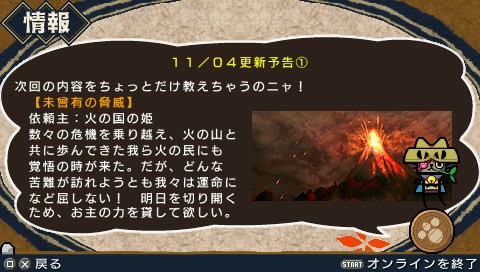 情報
11／04更新予告①
次回の内容をちょっとだけ教えちゃうのニャ！
【未曾有の脅威】
依頼主：火の国の姫
数々の危機を乗り越え、火の山と
共に歩んできた我ら火の民にも
覚悟の時が来た。だが、どんな
苦難が訪れようとも我々は運命に
など屈しない！　明日を切り開く
ため、お主の力を貸して欲しい。
戻る
START オンラインを終了